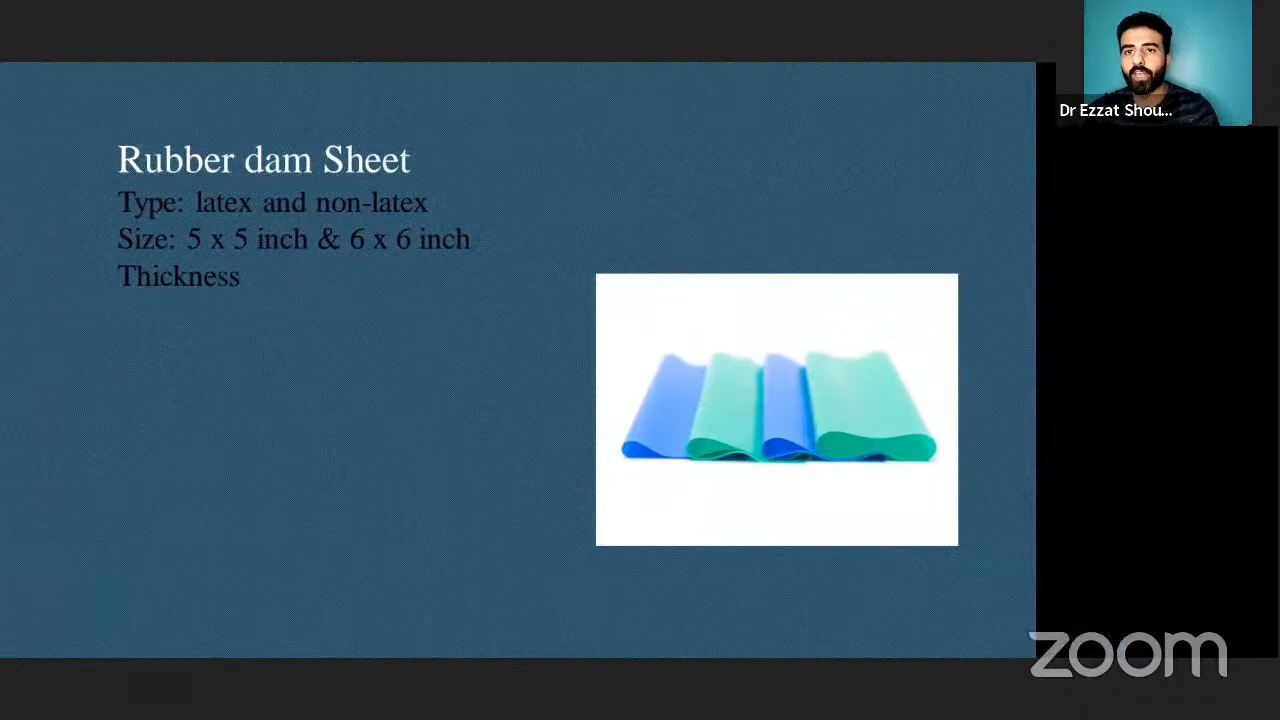 Dr Ezzat Shou...
Rubber dam Sheet
Type: latex and non-latex
Size: 5 x 5 inch & 6 x 6 inch
Thickness
zoom